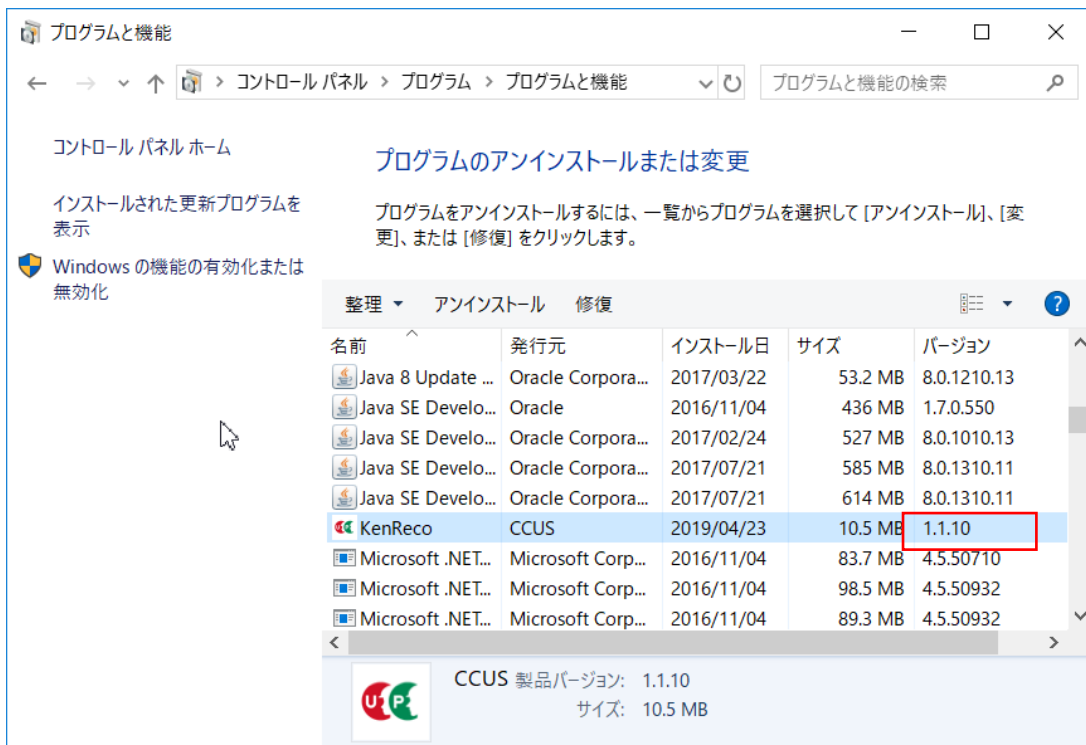 プログラムと機能
コントロール パネル > プログラム > プログラムと機能
プログラムと機能の検索
コントロール パネル ホーム
インストールされた更新プログラムを
表示
Windows の機能の有効化または
無効化
プログラムのアンインストールまたは変更
プログラムをアンインストールするには、一覧からプログラムを選択して [アンインストール]、[変
更]、または [修復] をクリックします。
整理 アンインストール 修復
名前 発行元 インストール日 サイズ バージョン
Java 8 Update ... Oracle Corpora... 2017/03/22 53.2 MB 8.0.1210.13
Java SE Develo... Oracle 2016/11/04 436 MB 1.7.0.550
Java SE Develo... Oracle Corpora... 2017/02/24 527 MB 8.0.1010.13
Java SE Develo... Oracle Corpora... 2017/07/21 585 MB 8.0.1310.11
Java SE Develo... Oracle Corpora... 2017/07/21 614 MB 8.0.1310.11
KenReco CCUS 2019/04/23 10.5 MB 1.1.10
Microsoft .NET... Microsoft Corp... 2016/11/04 83.7 MB 4.5.50710
Microsoft .NET... Microsoft Corp... 2016/11/04 98.5 MB 4.5.50932
Microsoft .NET... Microsoft Corp... 2016/11/04 89.3 MB 4.5.50932
CCUS 製品バージョン: 1.1.10
サイズ: 10.5 MB